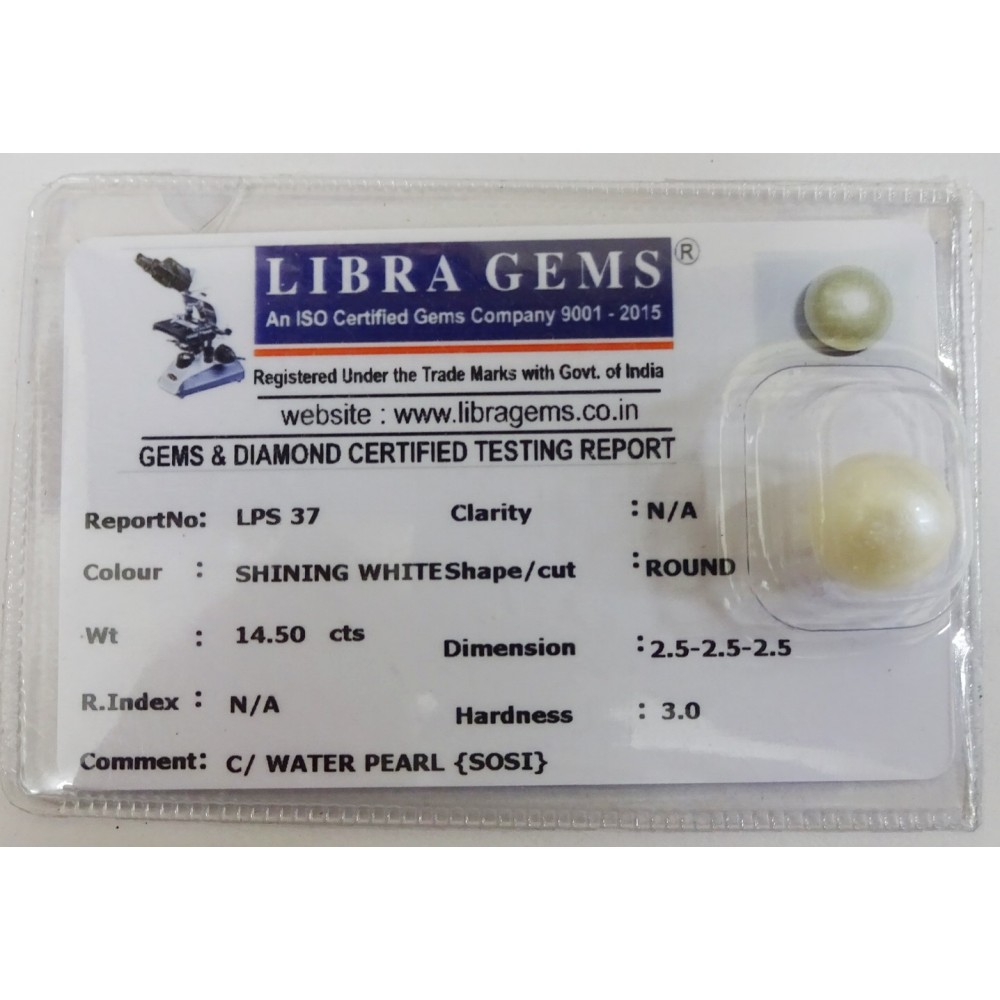 LIBRA GEMS ®
An ISO Certified Gems Company 9001 - 2015
Registered Under the Trade Marks with Govt. of India
website : www.libragems.co.in
GEMS & DIAMOND CERTIFIED TESTING REPORT
ReportNo: LPS 37 Clarity : N/A
Colour : SHINING WHITE Shape/cut : ROUND
Wt : 14.50 cts Dimension : 2.5-2.5-2.5
R.Index : N/A Hardness : 3.0
Comment: C/ WATER PEARL {SOSI}